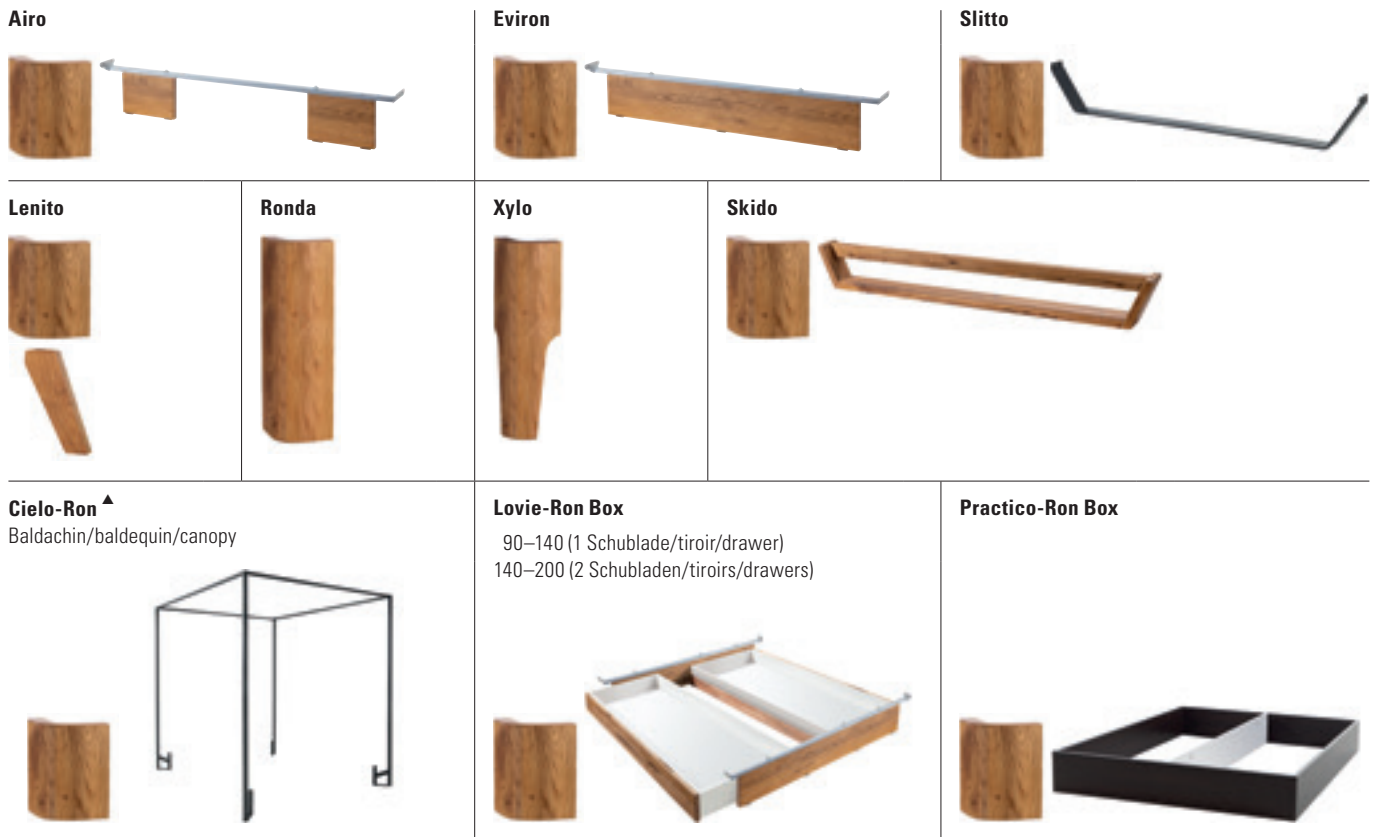 Airo
Eviron
Slitto
Lenito
Ronda
Xylo
Skido
Cielo-Ron ▲
Baldachin/baldequin/canopy
Lovie-Ron Box
90–140 (1 Schublade/tiroir/drawer)
140–200 (2 Schubladen/tiroirs/drawers)
Practico-Ron Box